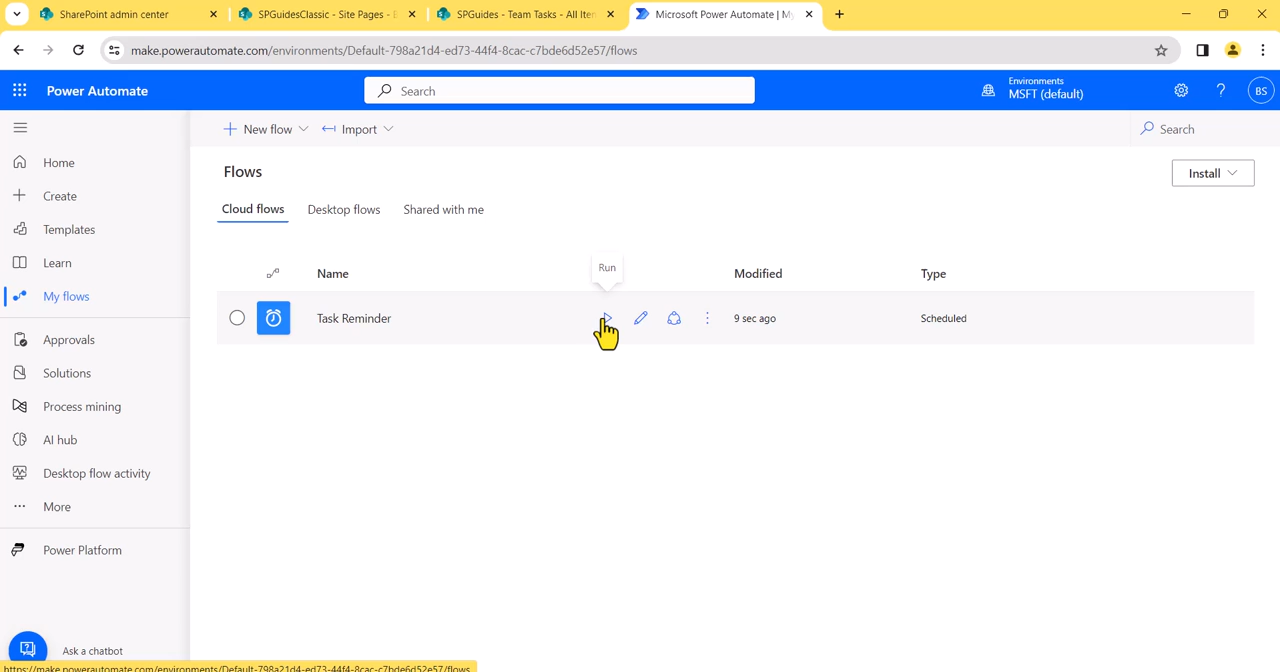 SharePoint admin center
SPGuidesClassic - Site Pages -
SPGuides - Team Tasks - All Iten
Microsoft Power Automate | My
make.powerautomate.com/environments/Default-798a21d4-ed73-44f4-8cac-c7bde6d52e57/flows
Power Automate
Search
Environments
MSFT (default)
BS
New flow
Import
Search
Home
Create
Templates
Learn
My flows
Approvals
Solutions
Process mining
AI hub
Desktop flow activity
More
Power Platform
Ask a chatbot
Flows
Install
Cloud flows
Desktop flows
Shared with me
Name
Run
Modified
Type
Task Reminder
9 sec ago
Scheduled
https://make.powerautomate.com/environments/Default-798a21d4-ed73-44f4-8cac-c7bde6d52e57/flows